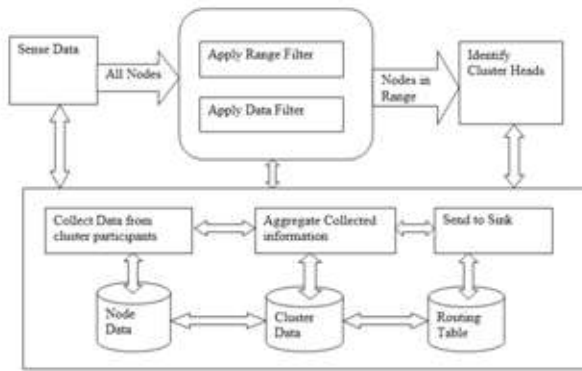 Sense Data
All Nodes
Apply Range Filter
Apply Data Filter
Nodes in
Range
Identify
Cluster Heads
Collect Data from
cluster participants
Aggregate Collected
information
Send to Sink
Node
Data
Cluster
Data
Routing
Table